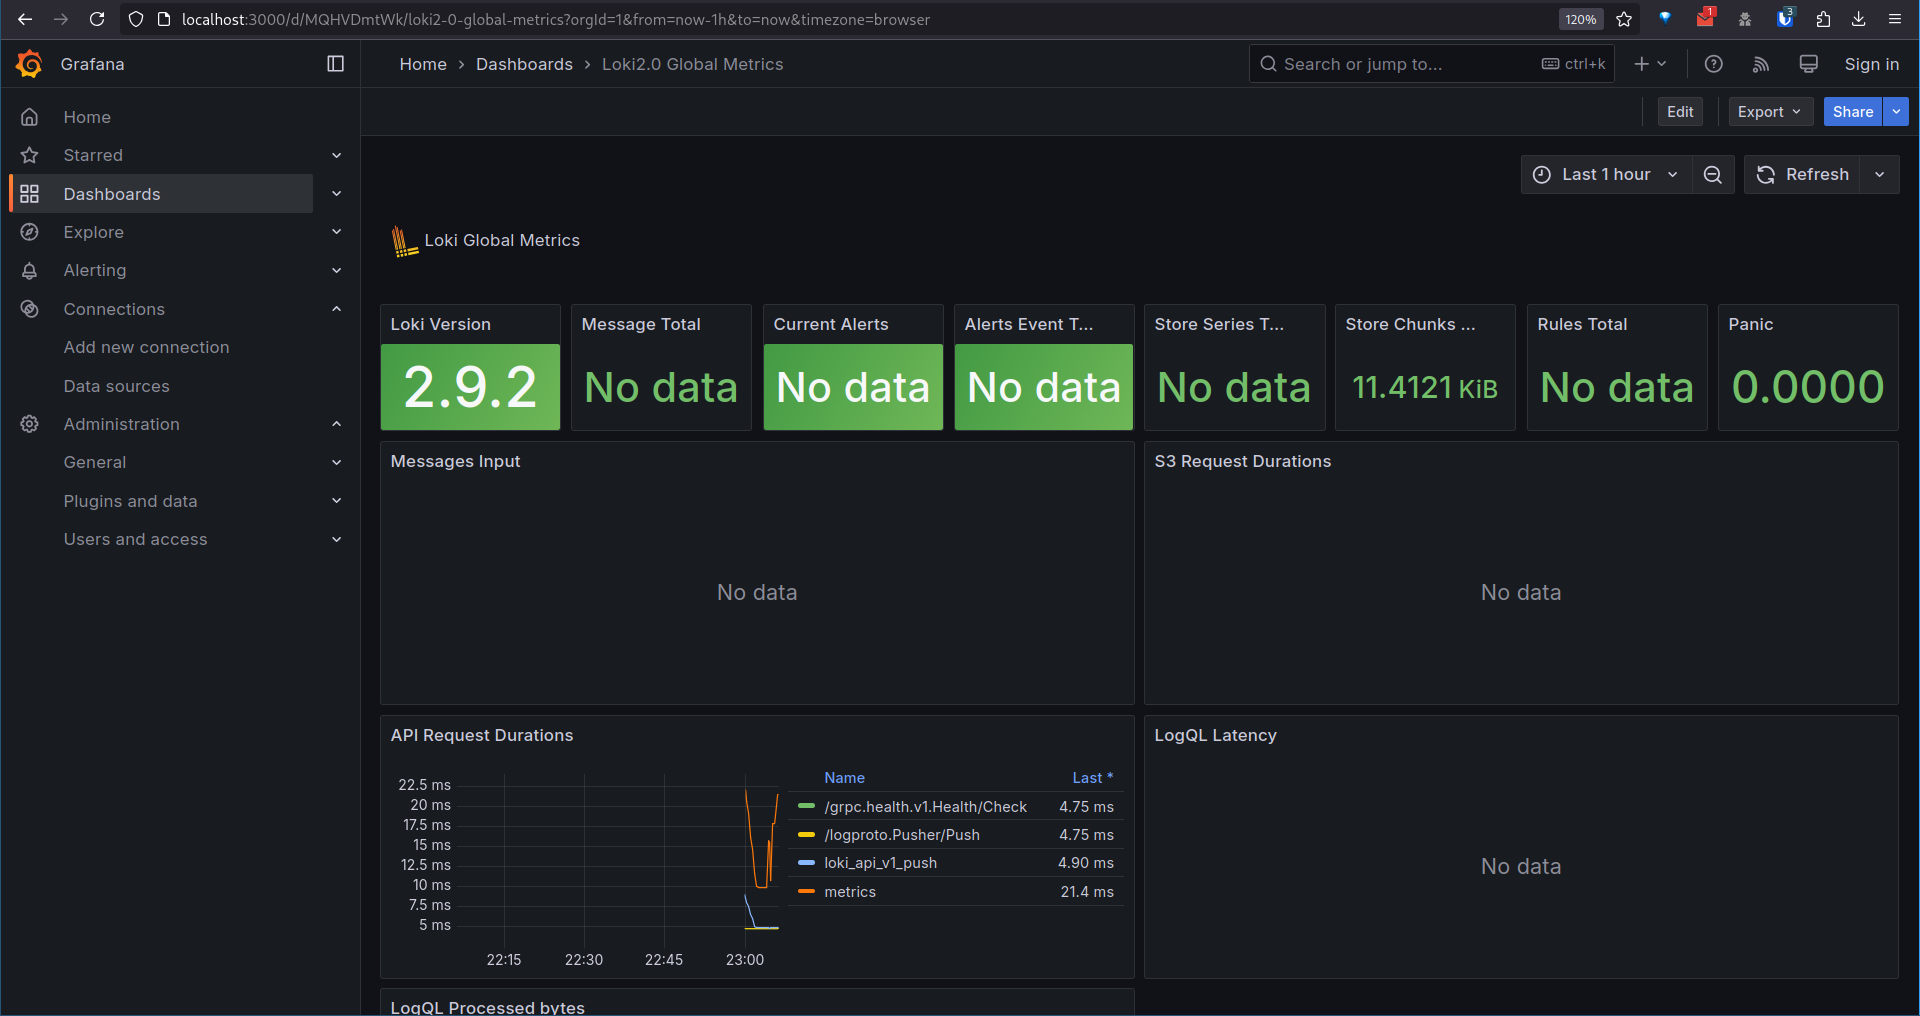 localhost:3000/d/MQHVDmtWk/loki2-0-global-metrics?orgId=1&from=now-1h&to=now&timezone=browser
120%
1
3
Grafana
Home › Dashboards › Loki2.0 Global Metrics
Search or jump to...
ctrl+k
Sign in
Edit
Export
Share
Home
Starred
Dashboards
Explore
Alerting
Connections
Add new connection
Data sources
Administration
General
Plugins and data
Users and access
Last 1 hour
Refresh
Loki Global Metrics
Loki Version
2.9.2
Message Total
No data
Current Alerts
No data
Alerts Event T...
No data
Store Series T...
No data
Store Chunks ...
11.4121 KiB
Rules Total
No data
Panic
0.0000
Messages Input
No data
S3 Request Durations
No data
API Request Durations
22.5 ms
20 ms
17.5 ms
15 ms
12.5 ms
10 ms
7.5 ms
5 ms
22:15 22:30 22:45 23:00
Name Last *
/grpc.health.v1.Health/Check 4.75 ms
/logproto.Pusher/Push 4.75 ms
loki_api_v1_push 4.90 ms
metrics 21.4 ms
LogQL Latency
No data
LogQL Processed bytes